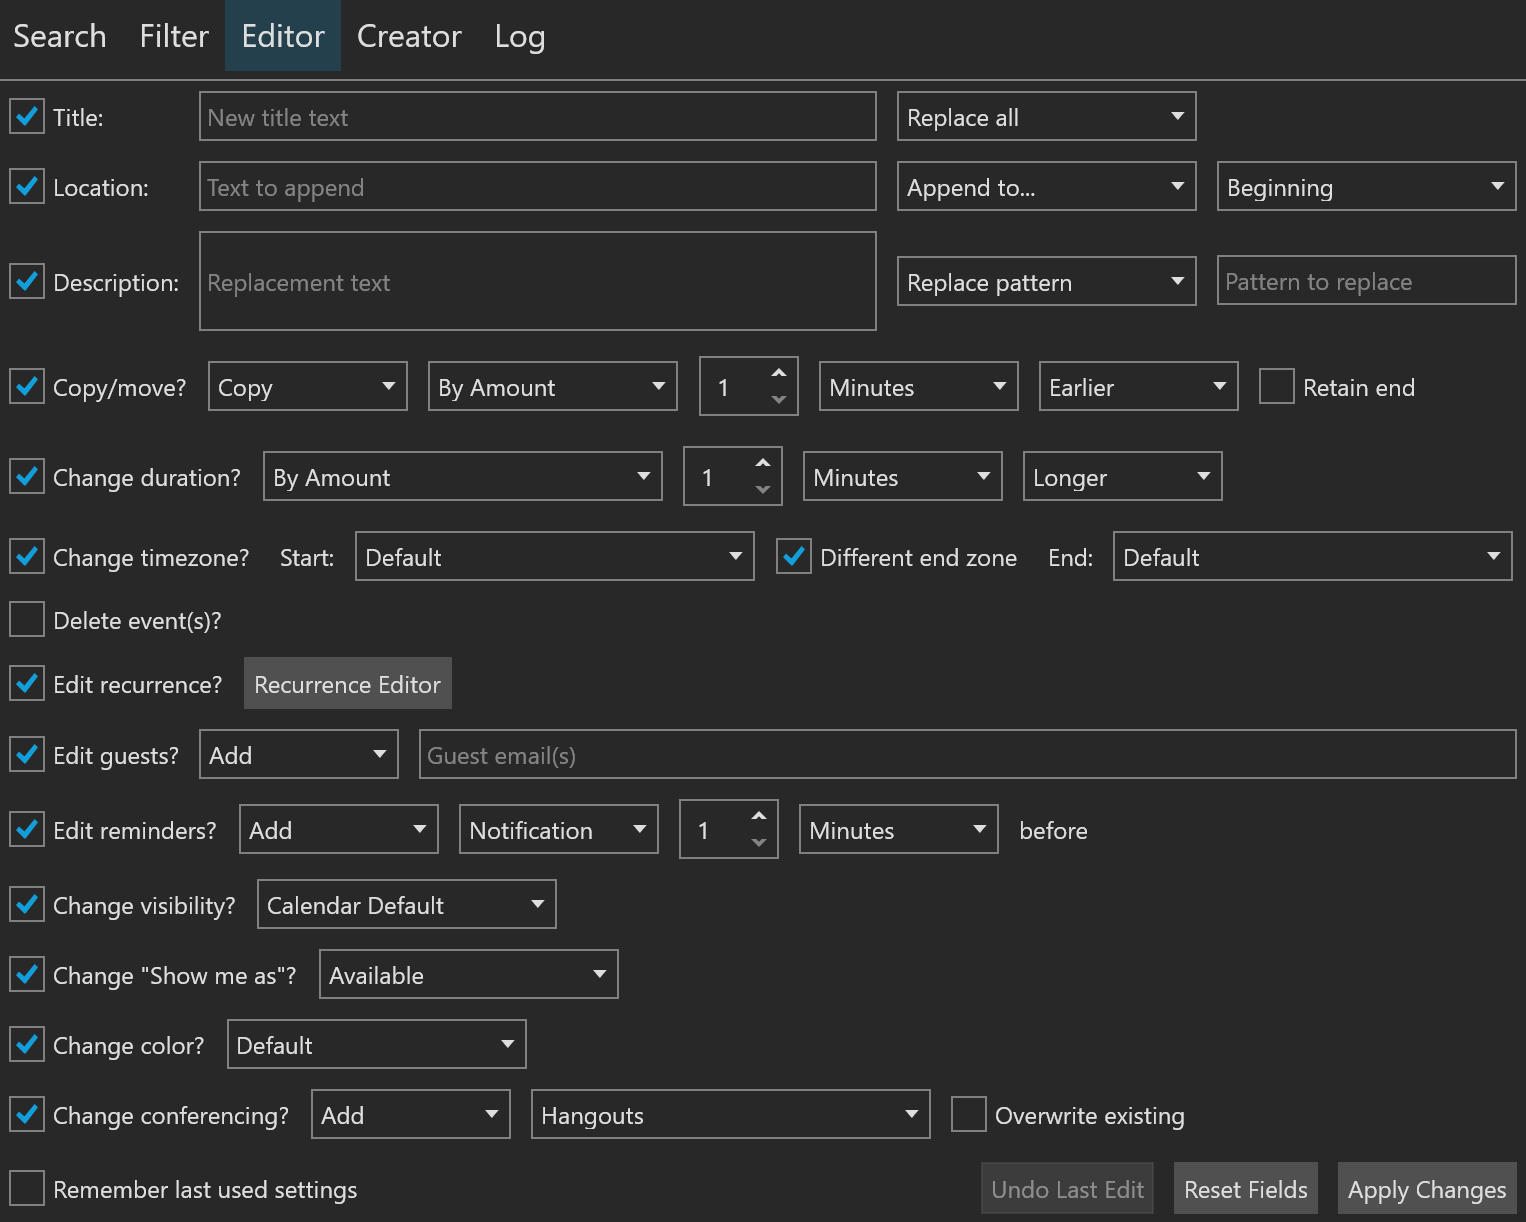 Search Filter Editor Creator Log
Title: New title text Replace all
Location: Text to append Append to... Beginning
Description: Replacement text Replace pattern Pattern to replace
Copy/move? Copy By Amount 1 Minutes Earlier Retain end
Change duration? By Amount 1 Minutes Longer
Change timezone? Start: Default Different end zone End: Default
Delete event(s)?
Edit recurrence? Recurrence Editor
Edit guests? Add Guest email(s)
Edit reminders? Add Notification 1 Minutes before
Change visibility? Calendar Default
Change "Show me as"? Available
Change color? Default
Change conferencing? Add Hangouts Overwrite existing
Remember last used settings Undo Last Edit Reset Fields Apply Changes